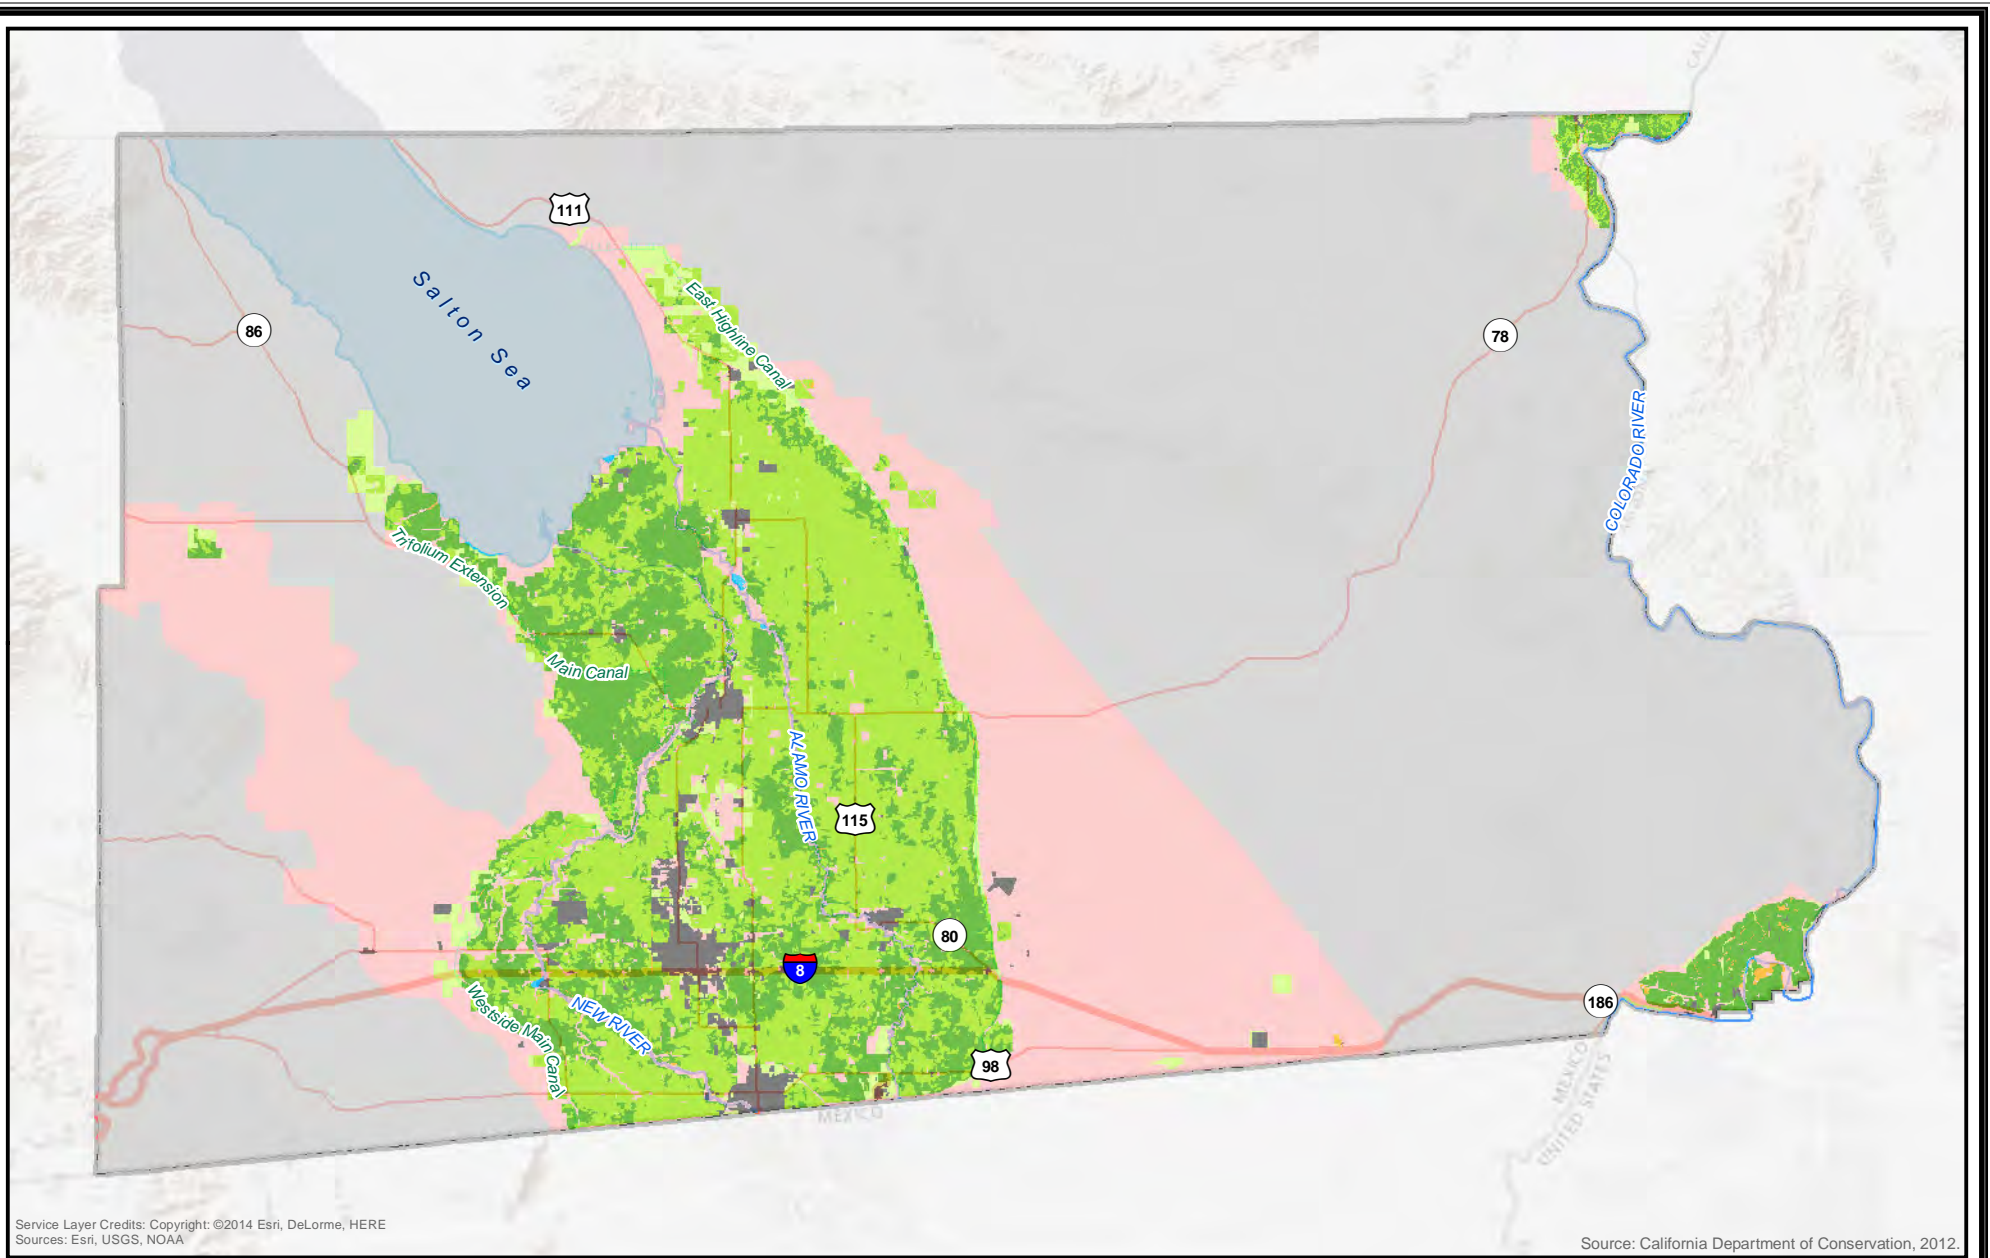 CALIF
111
Salton Sea
East Highline Canal
86
78
COLORADO RIVER
Trifolium Extension
Main Canal
ALAMO RIVER
115
80
8
186
Westside Main Canal
NEW RIVER
98
MEXICO
MEXICO
UNITED STATES
Service Layer Credits: Copyright: ©2014 Esri, DeLorme, HERE
Sources: Esri, USGS, NOAA
Source: California Department of Conservation, 2012.